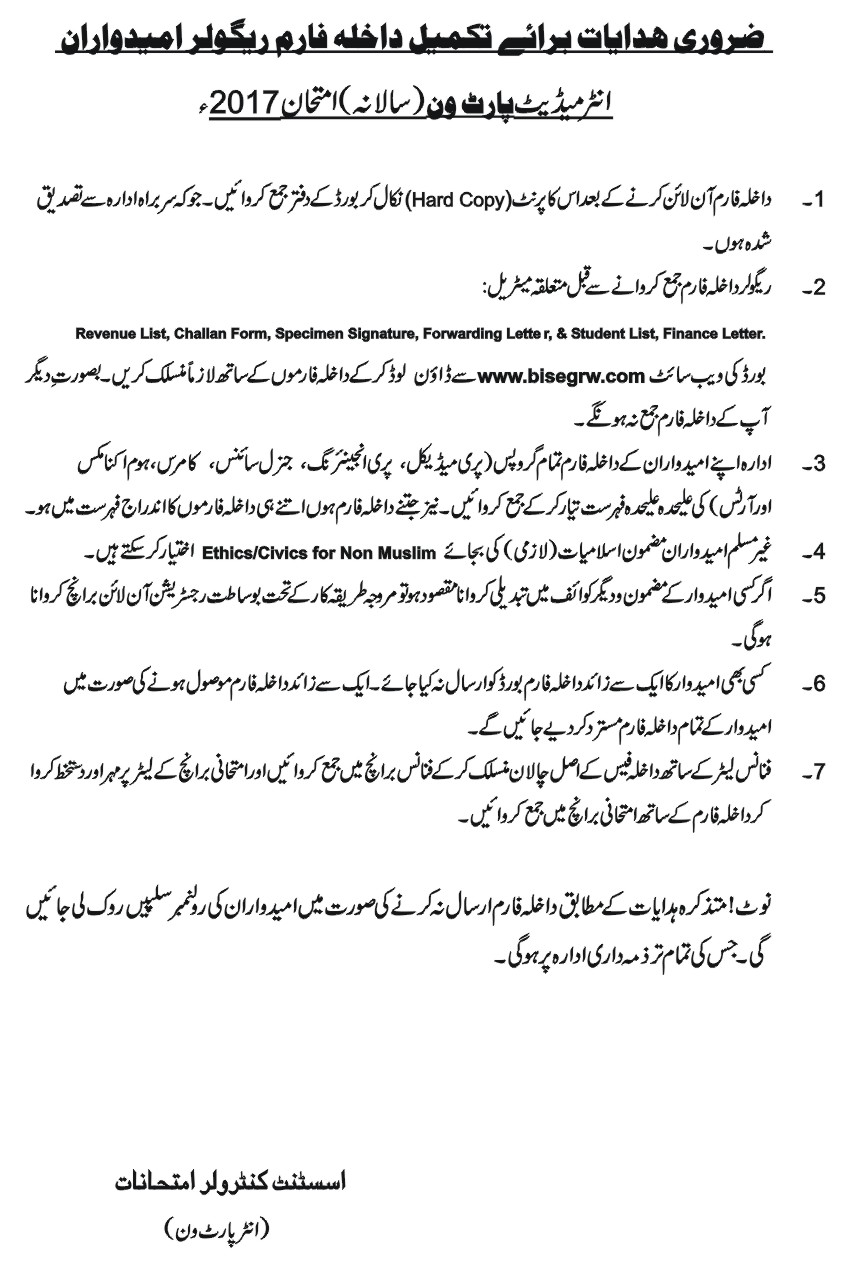 ضروری ھدایات برائے تکمیل داخلہ فارم ریگولر امیدواران
انٹرمیڈیٹ پارٹ ون (سالانہ) امتحان 2017ء
1۔ داخلہ فارم آن لائن کرنے کے بعد اس کا پرنٹ (Hard Copy) نکال کر بورڈ کے دفتر جمع کروائیں۔ جو کہ سربراہ ادارہ سے تصدیق
شدہ ہوں۔
2۔ ریگولر داخلہ فارم جمع کروانے سے قبل متعلقہ میٹریل:
Revenue List, Challan Form, Specimen Signature, Forwarding Letter, & Student List, Finance Letter.
بورڈ کی ویب سائٹ www.bisegrw.com سے ڈاؤن لوڈ کر کے داخلہ فارموں کے ساتھ لازماً منسلک کریں۔ بصورتِ دیگر
آپ کے داخلہ فارم جمع نہ ہونگے۔
3۔ ادارہ اپنے امیدواران کے داخلہ فارم تمام گروپس (پری میڈیکل، پری انجینئرنگ، جنرل سائنس، کامرس، ہوم اکنامکس
اور آرٹس) کی علیحدہ علیحدہ فہرست تیار کر کے جمع کروائیں۔ نیز جتنے داخلہ فارم ہوں اتنے ہی داخلہ فارموں کا اندراج فہرست میں ہو۔
4۔ غیر مسلم امیدواران مضمون اسلامیات (لازمی) کی بجائے Ethics/Civics for Non Muslim اختیار کر سکتے ہیں۔
5۔ اگر کسی امیدوار کے مضمون و دیگر کوائف میں تبدیلی کروانا مقصود ہو تو مروجہ طریقہ کار کے تحت بوساطت رجسٹریشن آن لائن برانچ کروانا
ہوگی۔
6۔ کسی بھی امیدوار کا ایک سے زائد داخلہ فارم بورڈ کو ارسال نہ کیا جائے۔ ایک سے زائد داخلہ فارم موصول ہونے کی صورت میں
امیدوار کے تمام داخلہ فارم مسترد کر دیے جائیں گے۔
7۔ فنانس لیٹر کے ساتھ داخلہ فیس کے اصل چالان منسلک کر کے فنانس برانچ میں جمع کروائیں اور امتحانی برانچ کے لیٹر پر مہر اور دستخط کروا
کر داخلہ فارم کے ساتھ امتحانی برانچ میں جمع کروائیں۔
نوٹ! متذکرہ ہدایات کے مطابق داخلہ فارم ارسال نہ کرنے کی صورت میں امیدواران کی رولنمبر سلپیں روک لی جائیں
گی۔ جس کی تمام تر ذمہ داری ادارہ پر ہوگی۔
اسسٹنٹ کنٹرولر امتحانات
(انٹر پارٹ ون)